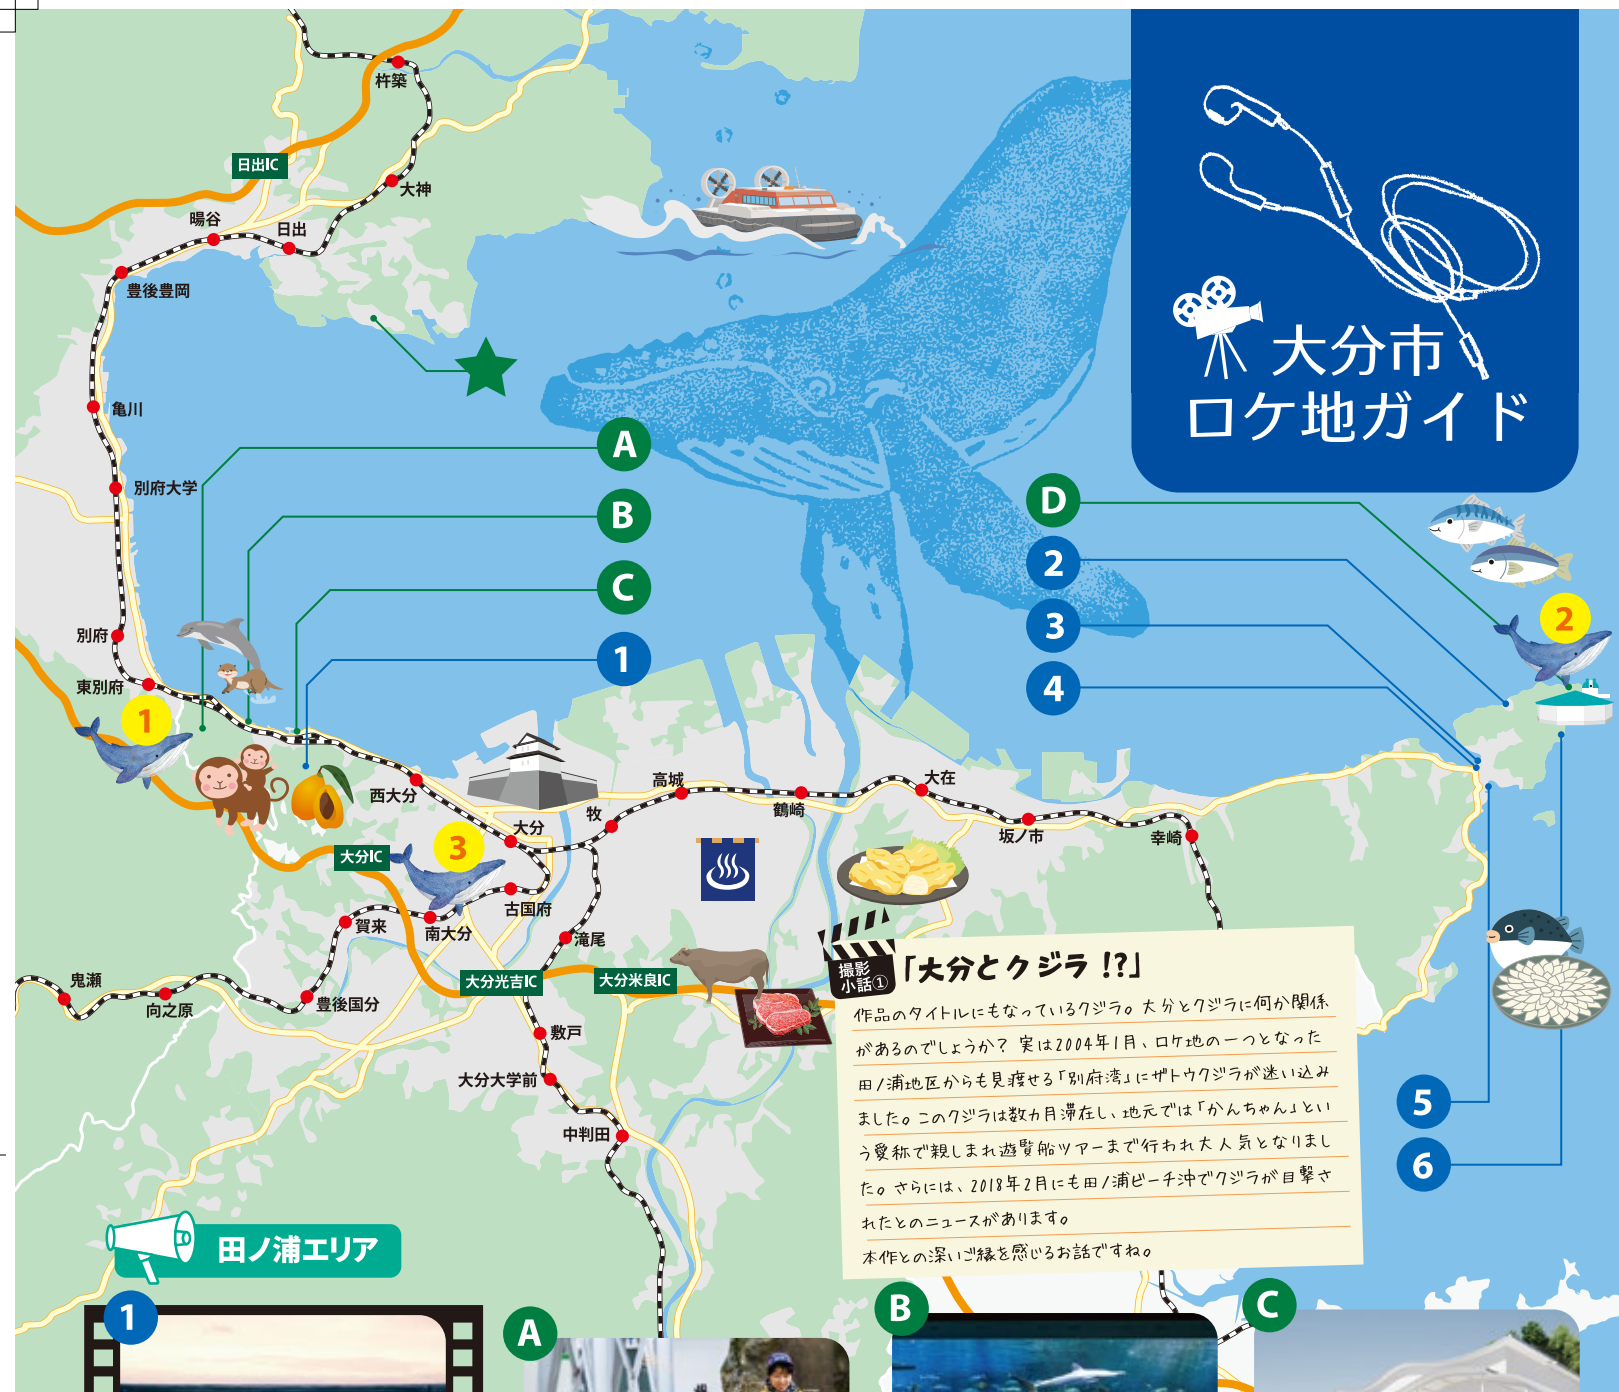 大分市
ロケ地ガイド
杵築
日出IC
大神
暘谷
日出
豊後豊岡
亀川
別府大学
別府
東別府
A
B
C
1
D
2
3
4
2
1
3
西大分
大分
牧
高城
鶴崎
大在
坂ノ市
幸崎
大分IC
古国府
南大分
賀来
滝尾
鬼瀬
向之原
豊後国分
大分光吉IC
大分米良IC
敷戸
大分大学前
中判田
撮影
小話①
「大分とクジラ!?」
作品のタイトルにもなっているクジラ。大分とクジラに何か関係
があるのでしょうか? 実は2004年1月、ロケ地の一つとなった
田ノ浦地区からも見渡せる「別府湾」にザトウクジラが迷い込み
ました。このクジラは数カ月滞在し、地元では「かんちゃん」とい
う愛称で親しまれ遊覧船ツアーまで行われ大人気となりまし
た。さらには、2018年2月にも田ノ浦ビーチ沖でクジラが目撃さ
れたとのニュースがあります。
本作との深いご縁を感じるお話ですね。
5
6
田ノ浦エリア
1
A
B
C